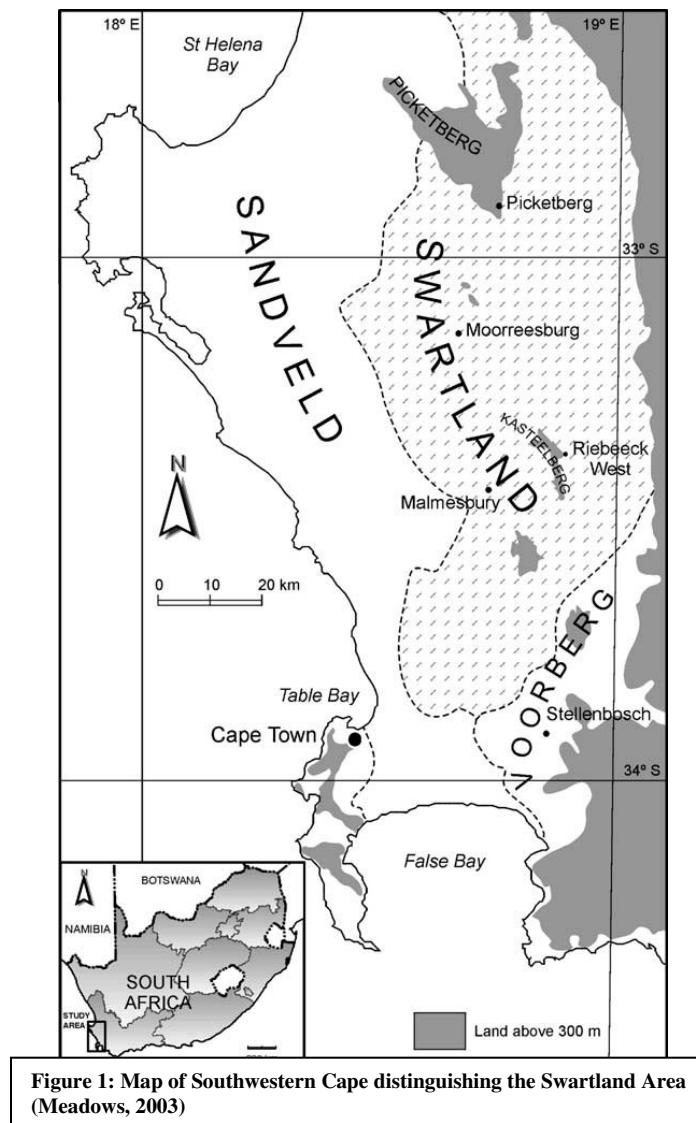 18º E
19º E
St Helena
Bay
PICKETBERG
Picketberg
SANDVELD
SWARTLAND
33º S
Moorreesburg
KASTEELBERG
Riebeeck
West
Malmesbury
N
0 10 20 km
VOORBERG
Table Bay
Stellenbosch
Cape Town
34º S
False Bay
N
BOTSWANA
NAMIBIA
SOUTH
AFRICA
STUDY
AREA
Land above 300 m
Figure 1: Map of Southwestern Cape distinguishing the Swartland Area
(Meadows, 2003)